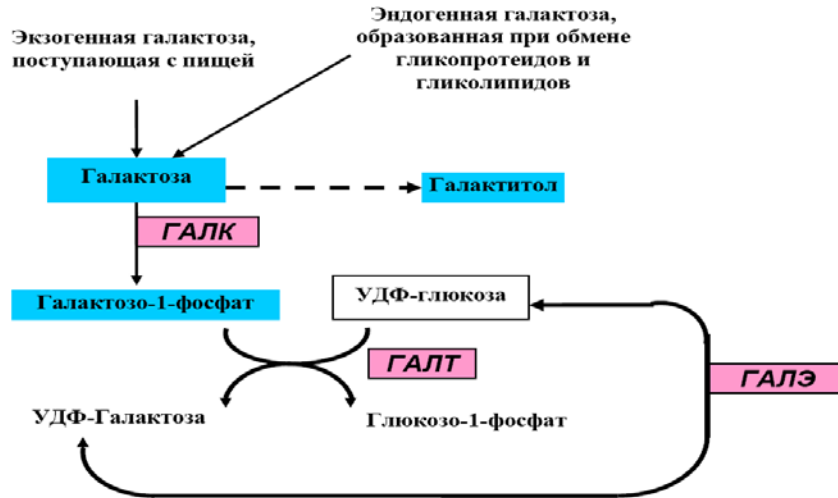 Экзогенная галактоза,
поступающая с пищей
Эндогенная галактоза,
образованная при обмене
гликопротеидов и
гликолипидов
Галактоза
Галактитол
ГАЛК
Галактозо-1-фосфат
УДФ-глюкоза
ГАЛТ
ГАЛЭ
УДФ-Галактоза
Глюкозо-1-фосфат